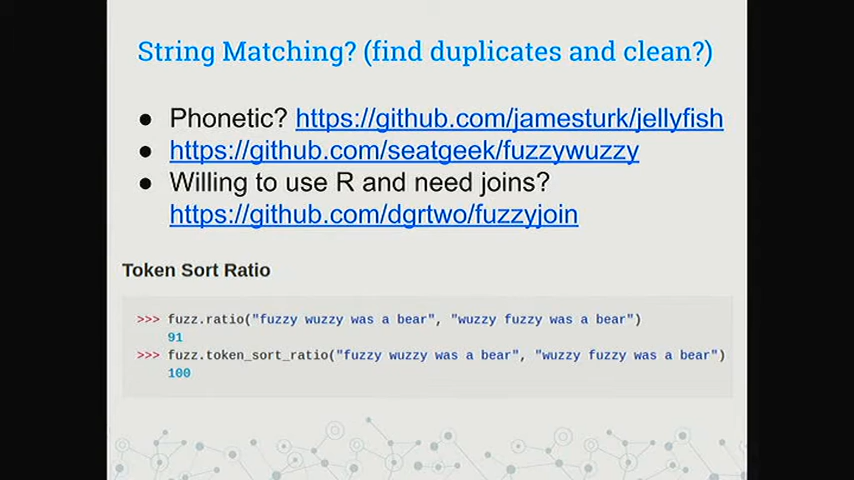 String Matching? (find duplicates and clean?)
● Phonetic? https://github.com/jamesturk/jellyfish
● https://github.com/seatgeek/fuzzywuzzy
● Willing to use R and need joins?
https://github.com/dgrtwo/fuzzyjoin
Token Sort Ratio
>>> fuzz.ratio("fuzzy wuzzy was a bear", "wuzzy fuzzy was a bear")
91
>>> fuzz.token_sort_ratio("fuzzy wuzzy was a bear", "wuzzy fuzzy was a bear")
100